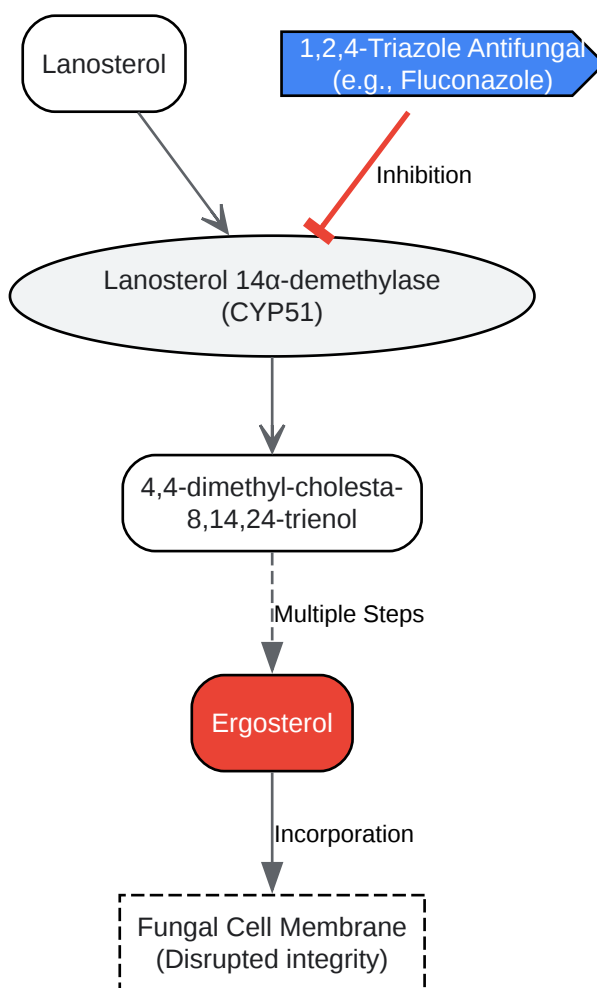 Lanosterol
1,2,4-Triazole Antifungal
(e.g., Fluconazole)
Inhibition
Lanosterol 14α-demethylase
(CYP51)
4,4-dimethyl-cholesta-
8,14,24-trienol
Multiple Steps
Ergosterol
Incorporation
Fungal Cell Membrane
(Disrupted integrity)